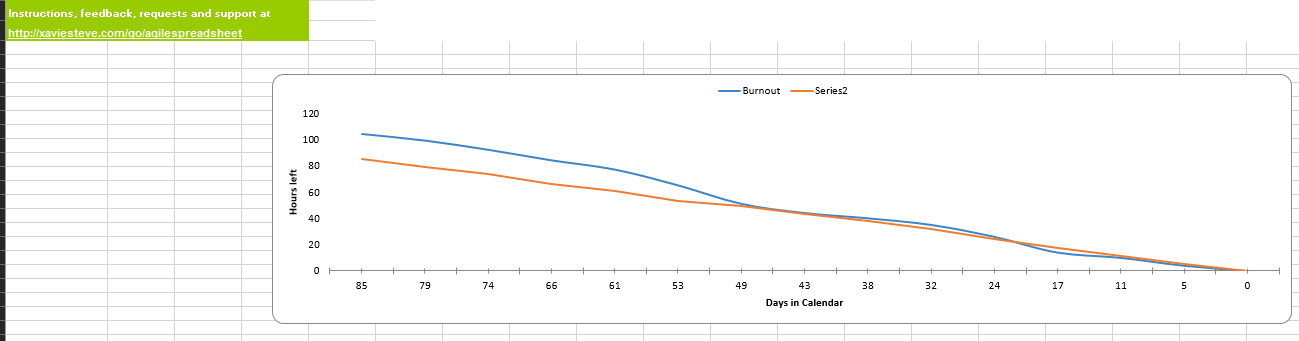 Instructions, feedback, requests and support at
http://xaviesteve.com/go/agilespreadsheet
Burnout Series2
120
100
80
60
40
20
0
Hours left
85 79 74 66 61 53 49 43 38 32 24 17 11 5 0
Days in Calendar